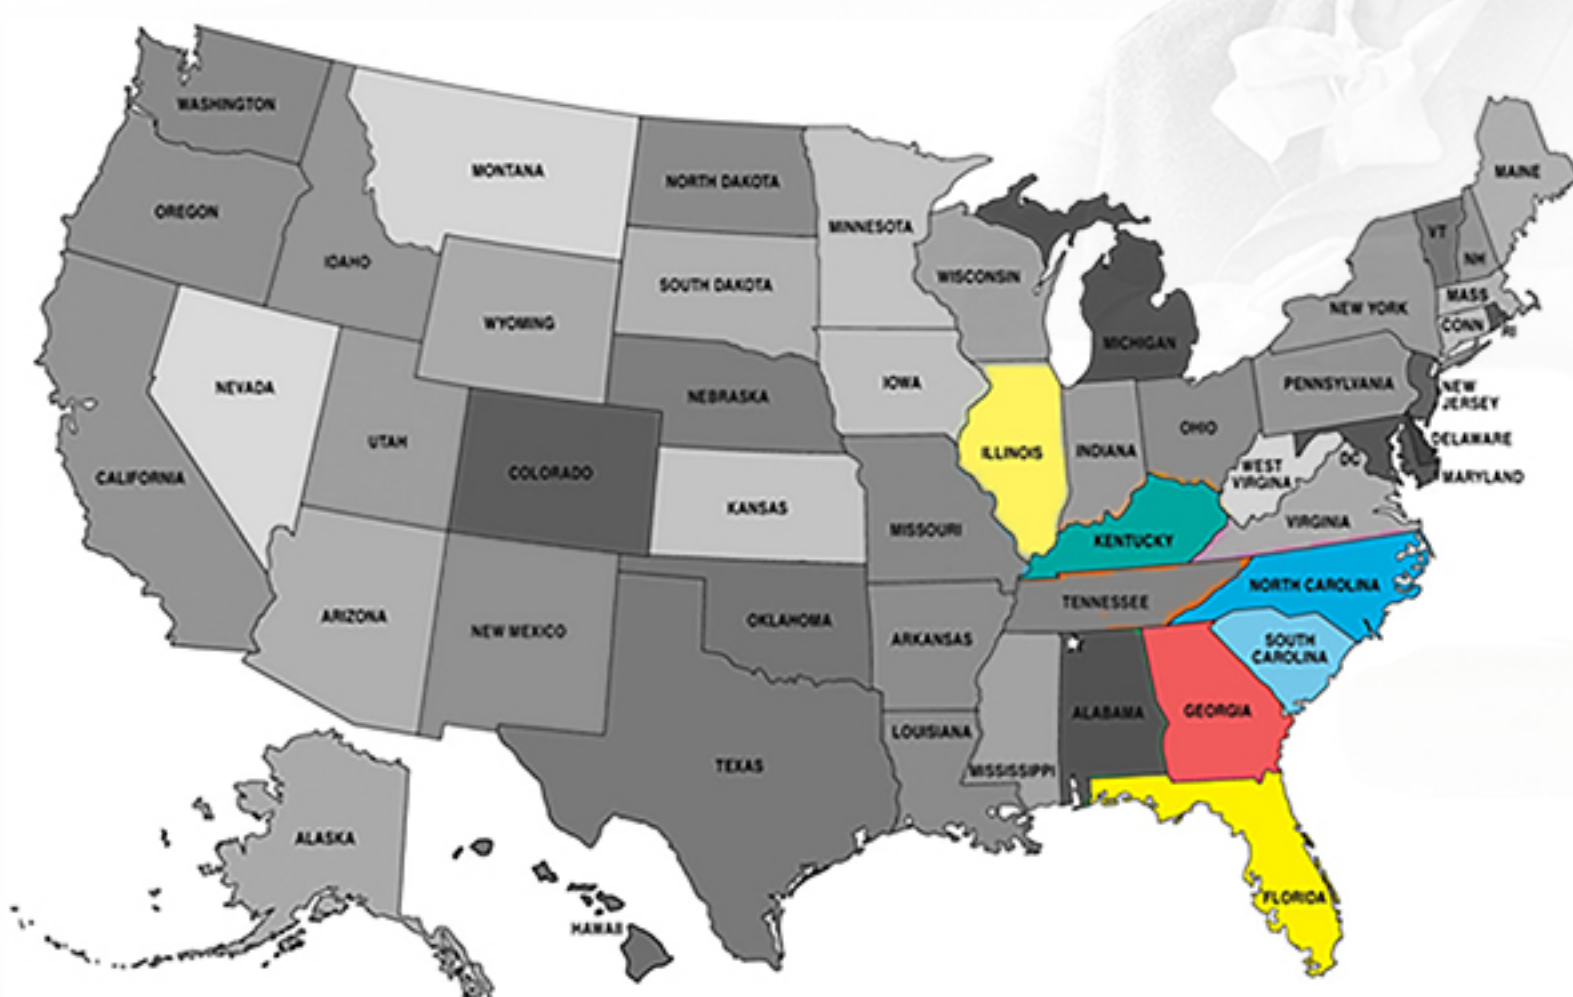 WASHINGTON
MONTANA
NORTH DAKOTA
MINNESOTA
MAINE
OREGON
IDAHO
SOUTH DAKOTA
WISCONSIN
VT
NH
WYOMING
NEW YORK
MASS
CONN
RI
MICHIGAN
NEVADA
UTAH
NEBRASKA
IOWA
PENNSYLVANIA
NEW
JERSEY
CALIFORNIA
COLORADO
KANSAS
ILLINOIS
INDIANA
OHIO
DELAWARE
MARYLAND
DC
WEST
VIRGINA
VIRGINIA
MISSOURI
KENTUCKY
ARIZONA
NEW MEXICO
OKLAHOMA
ARKANSAS
TENNESSEE
NORTH CAROLINA
SOUTH
CAROLINA
TEXAS
LOUISIANA
MISSISSIPPI
ALABAMA
GEORGIA
ALASKA
HAWAII
FLORIDA